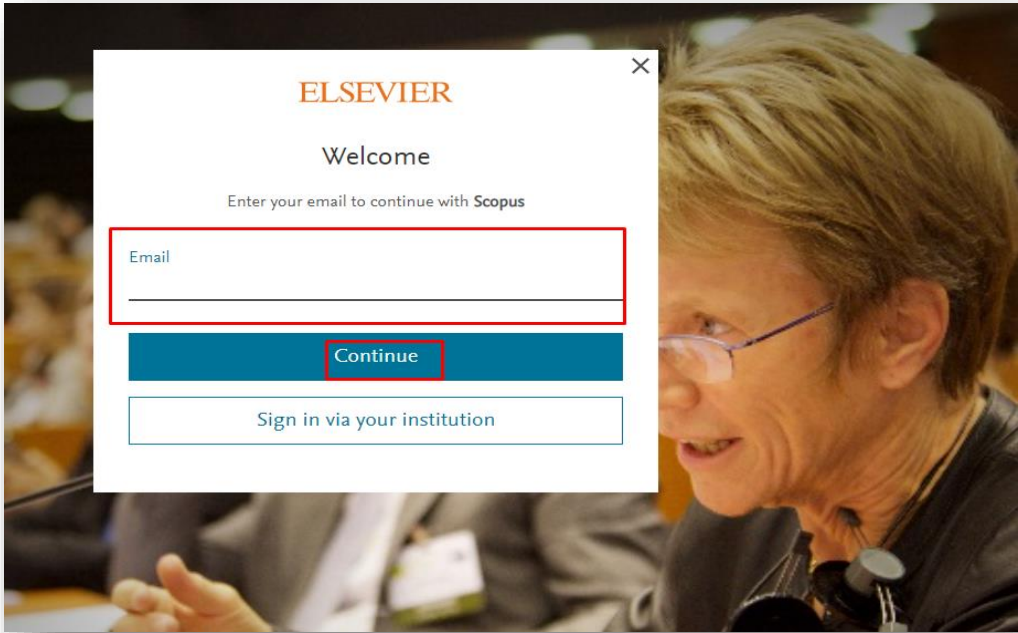 ELSEVIER
Welcome
Enter your email to continue with Scopus
Email
Continue
Sign in via your institution